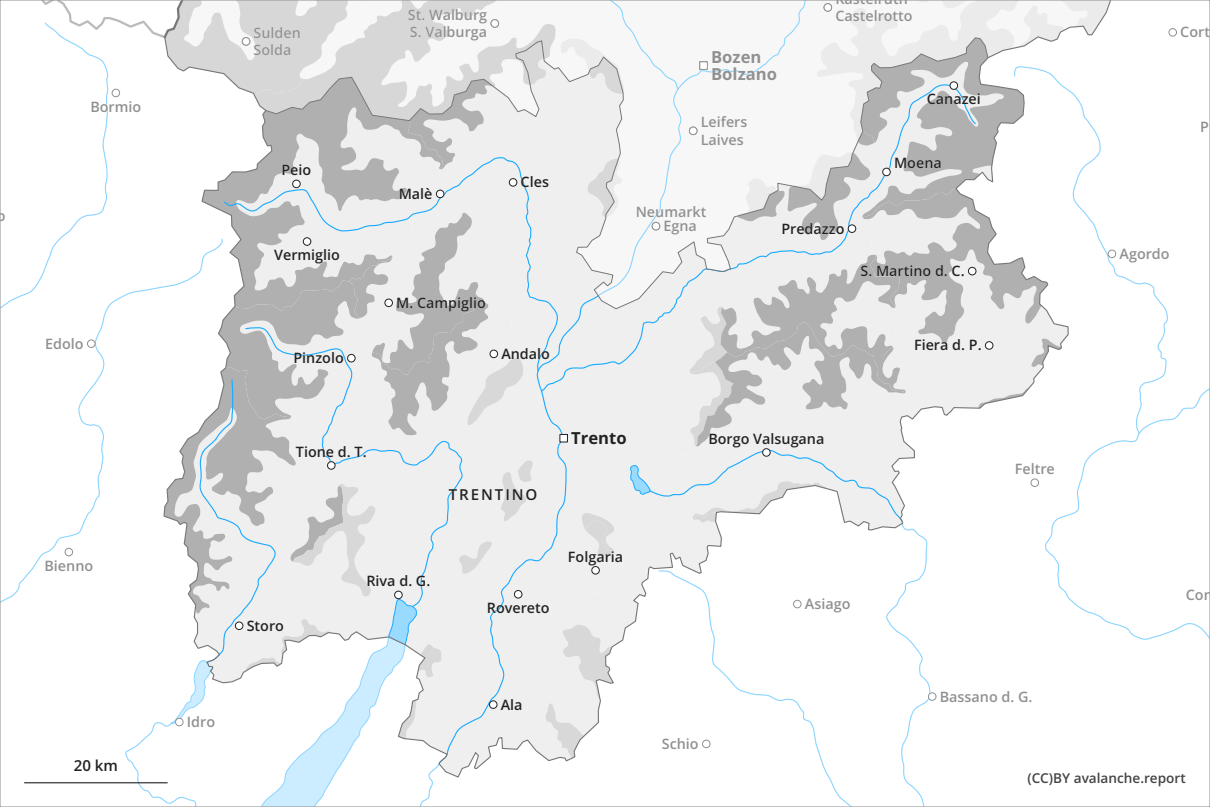 Kastelruth
Castelrotto
St. Walburg
S. Valburga
Sulden
Solda
Cort
Bozen
Bolzano
Bormio
Canazei
Leifers
Laives
P
Moena
Peio
Malè
Cles
Neumarkt
Egna
Predazzo
Vermiglio
Agordo
S. Martino d. C.
M. Campiglio
Edolo
Pinzolo
Andalo
Fiera d. P.
Trento
Borgo Valsugana
Tione d. T.
Feltre
TRENTINO
Bienno
Folgaria
Riva d. G.
Rovereto
Asiago
Cor
Storo
Bassano d. G.
Ala
Idro
Schio
20 km
(CC)BY avalanche.report